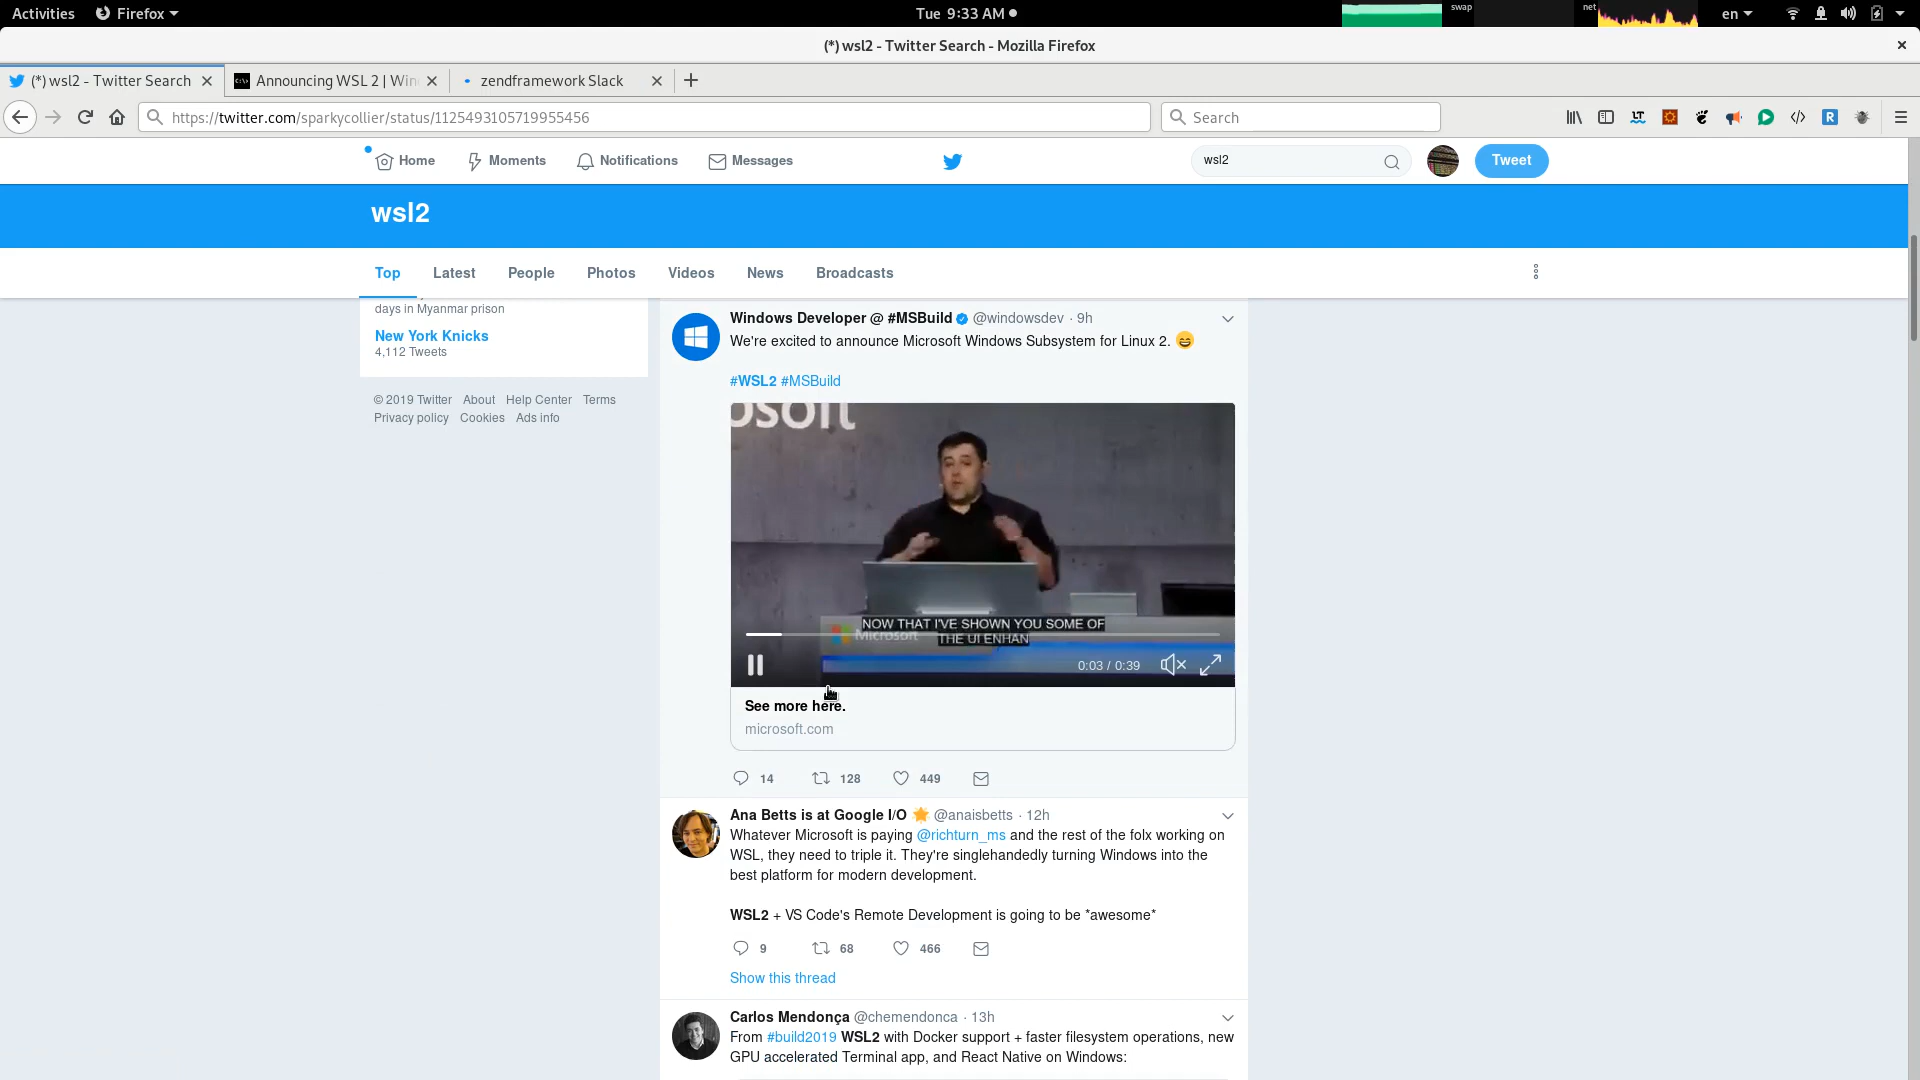 Activities Firefox Tue 9:33 AM swap net en
(*) wsl2 - Twitter Search - Mozilla Firefox
(*) wsl2 - Twitter Search Announcing WSL 2 | Win zendframework Slack
https://twitter.com/sparkycollier/status/1125493105719955456 Search
Home Moments Notifications Messages wsl2 Tweet
wsl2
Top Latest People Photos Videos News Broadcasts
days in Myanmar prison
New York Knicks
4,112 Tweets
© 2019 Twitter About Help Center Terms
Privacy policy Cookies Ads info
Windows Developer @ #MSBuild @windowsdev · 9h
We're excited to announce Microsoft Windows Subsystem for Linux 2. 😄
#WSL2 #MSBuild
osoft
NOW THAT I'VE SHOWN YOU SOME OF
THE UI ENHAN
Microsoft
0:03 / 0:39
See more here.
microsoft.com
14 128 449
Ana Betts is at Google I/O 🌟 @anaisbetts · 12h
Whatever Microsoft is paying @richturn_ms and the rest of the folx working on
WSL, they need to triple it. They're singlehandedly turning Windows into the
best platform for modern development.
WSL2 + VS Code's Remote Development is going to be *awesome*
9 68 466
Show this thread
Carlos Mendonça @chemendonca · 13h
From #build2019 WSL2 with Docker support + faster filesystem operations, new
GPU accelerated Terminal app, and React Native on Windows: